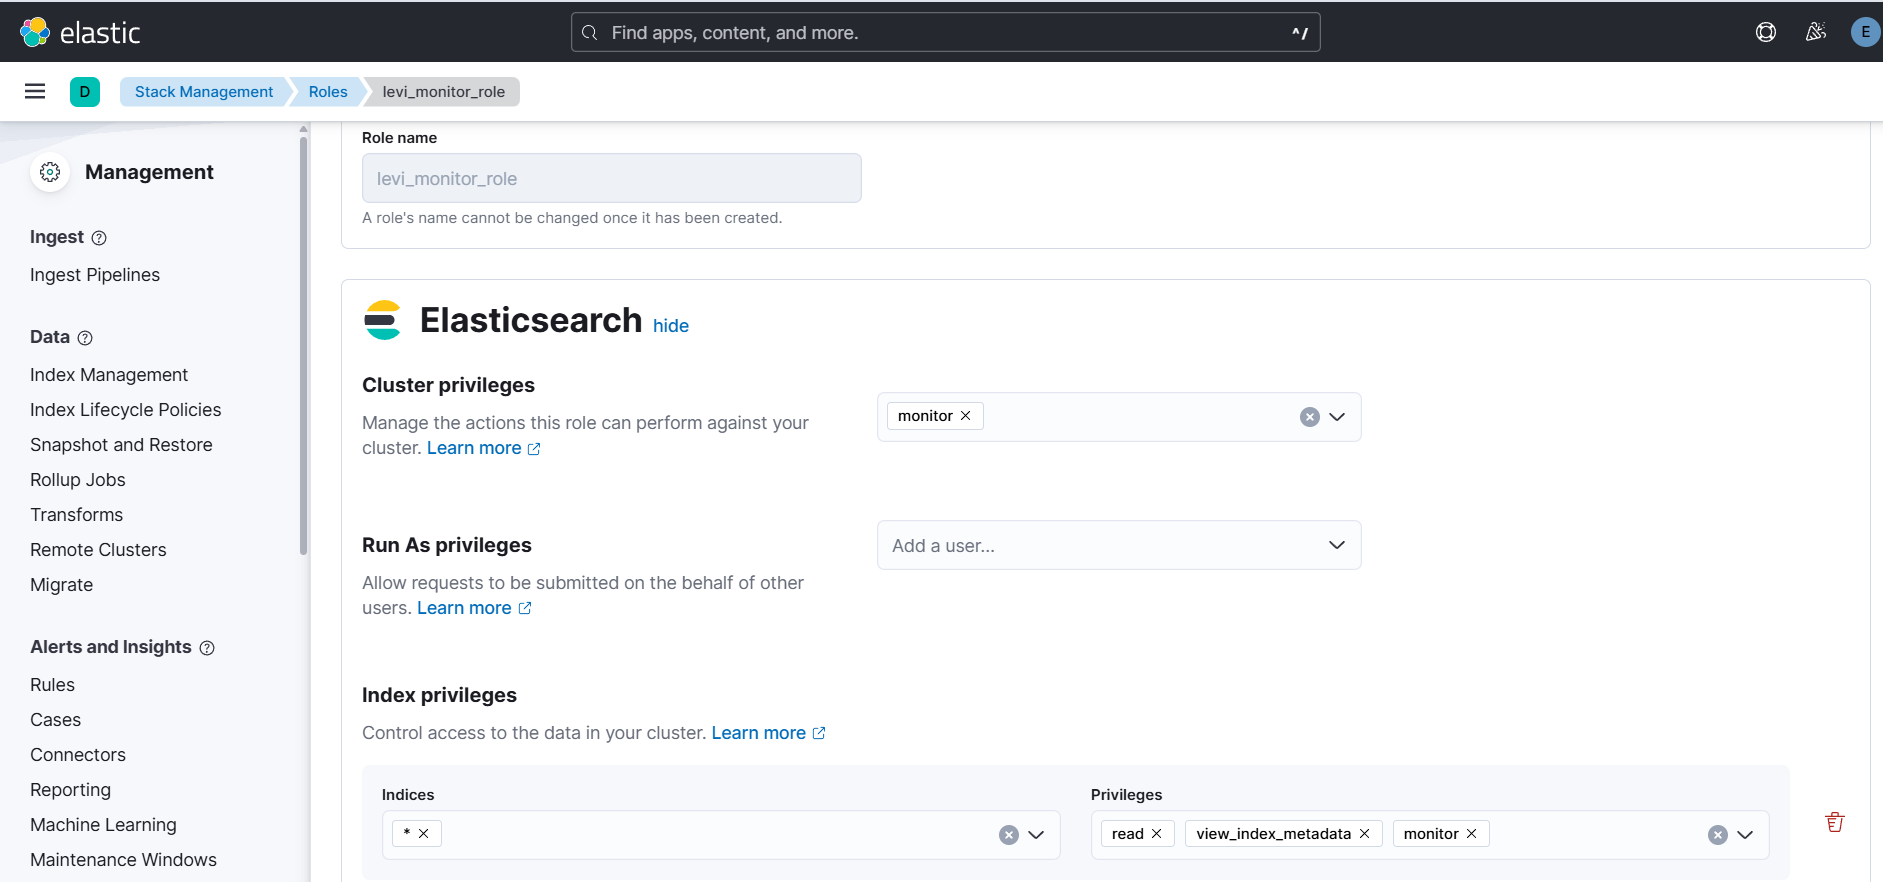 elastic
Find apps, content, and more.
^/
E
D
Stack Management
Roles
levi_monitor_role
Management
Ingest
Ingest Pipelines
Data
Index Management
Index Lifecycle Policies
Snapshot and Restore
Rollup Jobs
Transforms
Remote Clusters
Migrate
Alerts and Insights
Rules
Cases
Connectors
Reporting
Machine Learning
Maintenance Windows
Role name
levi_monitor_role
A role's name cannot be changed once it has been created.
Elasticsearch hide
Cluster privileges
Manage the actions this role can perform against your
cluster. Learn more
monitor
Run As privileges
Allow requests to be submitted on the behalf of other
users. Learn more
Add a user...
Index privileges
Control access to the data in your cluster. Learn more
Indices
*
Privileges
read view_index_metadata monitor